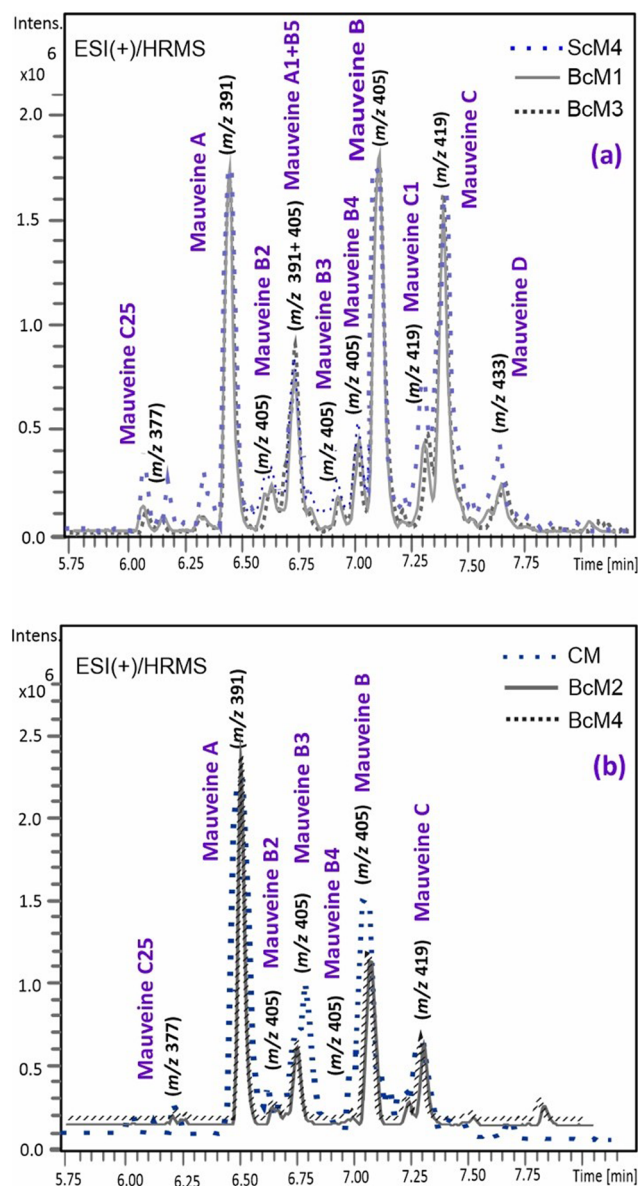 Intens.
6
x10
ESI(+)/HRMS
ScM4
BcM1
BcM3
(a)
2.0
1.5
1.0
0.5
0.0
Mauveine C25
(m/z 377)
Mauveine A
(m/z 391)
Mauveine B2
(m/z 405)
Mauveine A1+B5
(m/z 391+ 405)
Mauveine B3
(m/z 405)
Mauveine B4
(m/z 405)
Mauveine B
(m/z 405)
Mauveine C1
(m/z 419)
Mauveine C
(m/z 419)
Mauveine D
(m/z 433)
5.75 6.00 6.25 6.50 6.75 7.00 7.25 7.50 7.75 Time [min]
Intens.
x10 6
ESI(+)/HRMS
CM
BcM2
BcM4
(b)
2.5
2.0
1.5
1.0
0.5
0.0
Mauveine C25
(m/z 377)
Mauveine A
(m/z 391)
Mauveine B2
(m/z 405)
Mauveine B3
(m/z 405)
Mauveine B4
(m/z 405)
Mauveine B
(m/z 405)
Mauveine C
(m/z 419)
5.75 6.00 6.25 6.50 6.75 7.00 7.25 7.50 7.75 Time [min]